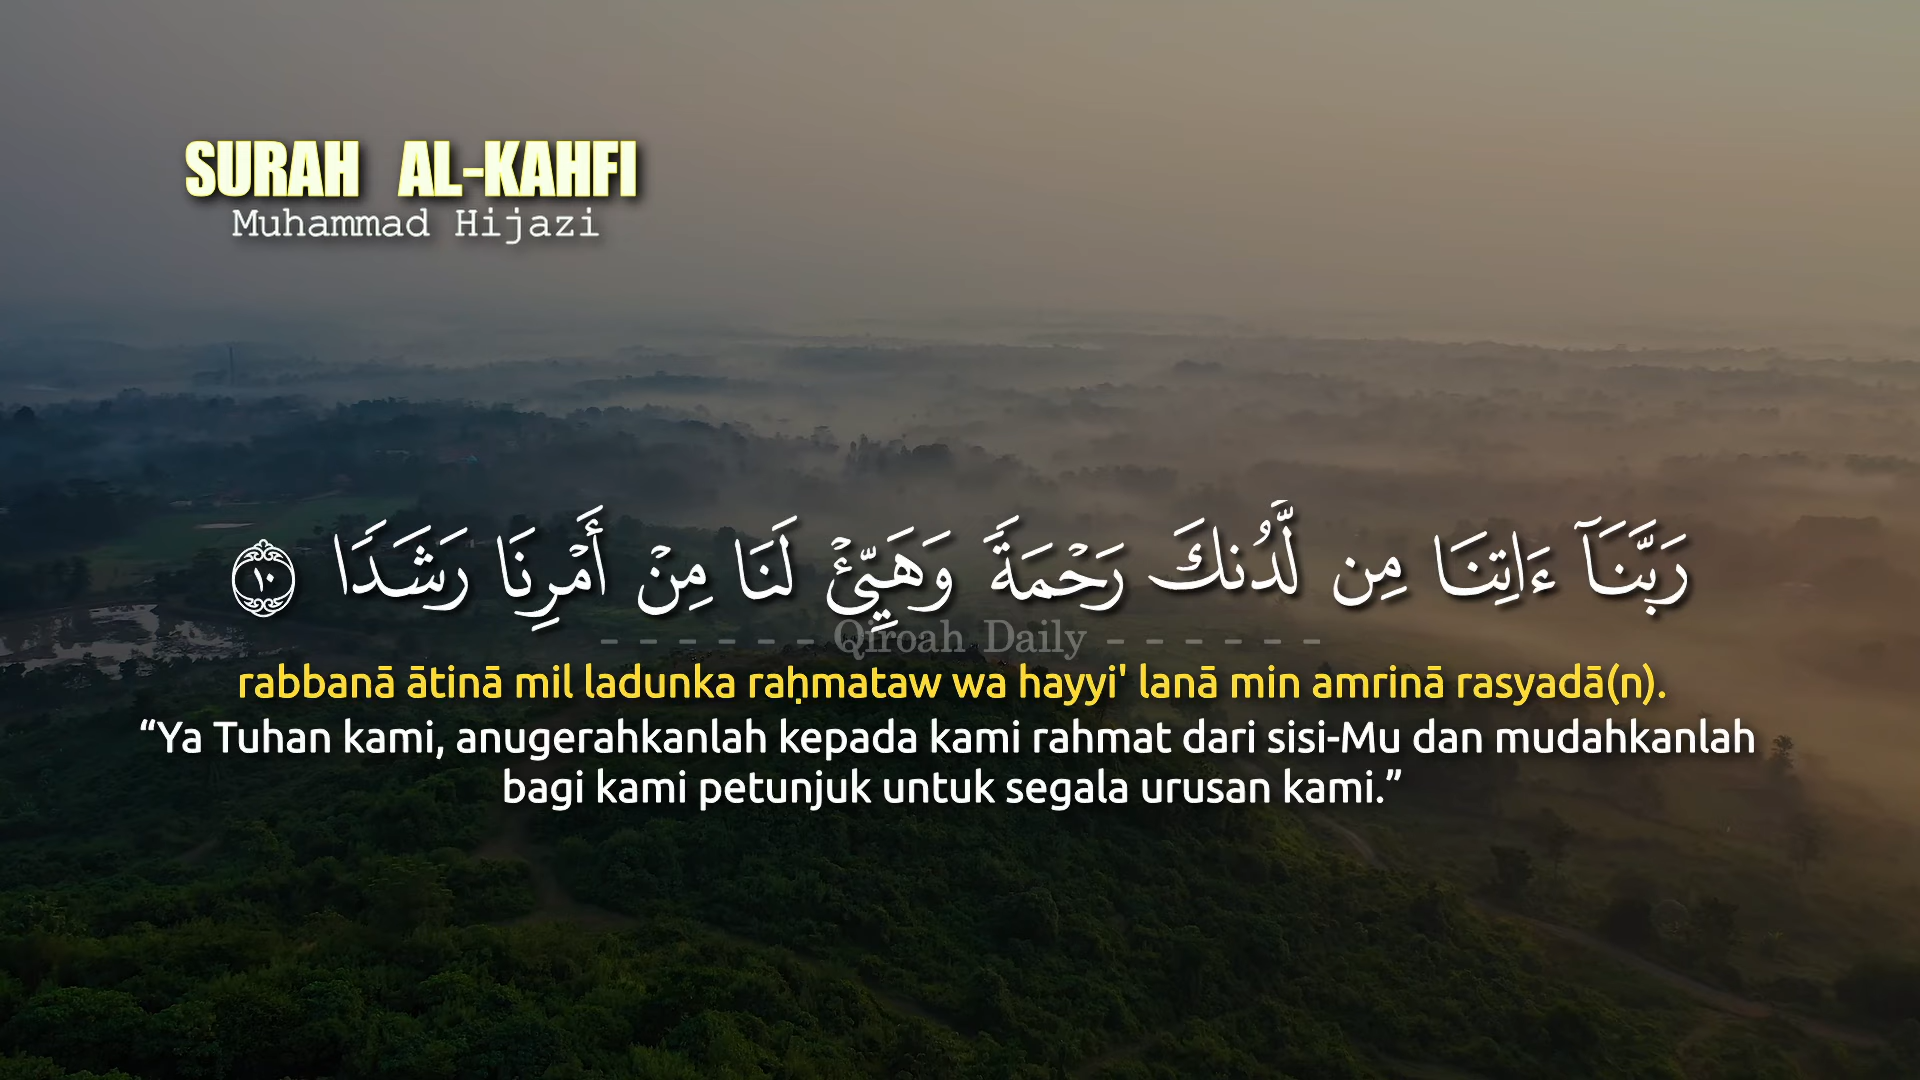 SURAH AL-KAHFI
Muhammad Hijazi
رَبَّنَآ ءَاتِنَا مِن لَّدُنكَ رَحْمَةً وَهَيِّئْ لَنَا مِنْ أَمْرِنَا رَشَدًا ١٠
- - - - - - Qiroah Daily - - - - - -
rabbanā ātinā mil ladunka raḥmataw wa hayyi' lanā min amrinā rasyadā(n).
“Ya Tuhan kami, anugerahkanlah kepada kami rahmat dari sisi-Mu dan mudahkanlah
bagi kami petunjuk untuk segala urusan kami.”